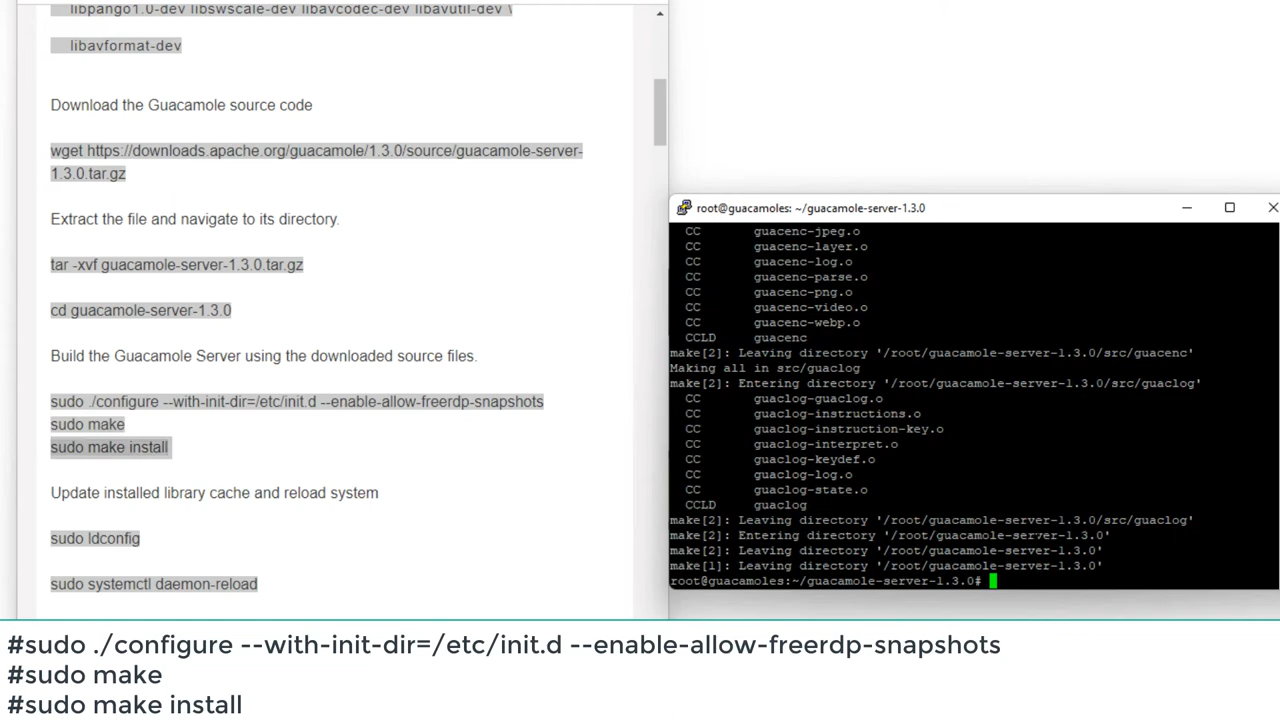 libpango1.0-dev libswscale-dev libavcodec-dev libavutil-dev \
libavformat-dev
Download the Guacamole source code
wget https://downloads.apache.org/guacamole/1.3.0/source/guacamole-server-
1.3.0.tar.gz
Extract the file and navigate to its directory.
tar -xvf guacamole-server-1.3.0.tar.gz
cd guacamole-server-1.3.0
Build the Guacamole Server using the downloaded source files.
sudo ./configure --with-init-dir=/etc/init.d --enable-allow-freerdp-snapshots
sudo make
sudo make install
Update installed library cache and reload system
sudo ldconfig
sudo systemctl daemon-reload
root@guacamoles: ~/guacamole-server-1.3.0
CC guacenc-jpeg.o
CC guacenc-layer.o
CC guacenc-log.o
CC guacenc-parse.o
CC guacenc-png.o
CC guacenc-video.o
CC guacenc-webp.o
CCLD guacenc
make[2]: Leaving directory '/root/guacamole-server-1.3.0/src/guacenc'
Making all in src/guaclog
make[2]: Entering directory '/root/guacamole-server-1.3.0/src/guaclog'
CC guaclog-guaclog.o
CC guaclog-instructions.o
CC guaclog-instruction-key.o
CC guaclog-interpret.o
CC guaclog-keydef.o
CC guaclog-log.o
CC guaclog-state.o
CCLD guaclog
make[2]: Leaving directory '/root/guacamole-server-1.3.0/src/guaclog'
make[2]: Entering directory '/root/guacamole-server-1.3.0'
make[2]: Leaving directory '/root/guacamole-server-1.3.0'
make[1]: Leaving directory '/root/guacamole-server-1.3.0'
root@guacamoles:~/guacamole-server-1.3.0#
#sudo ./configure --with-init-dir=/etc/init.d --enable-allow-freerdp-snapshots
#sudo make
#sudo make install